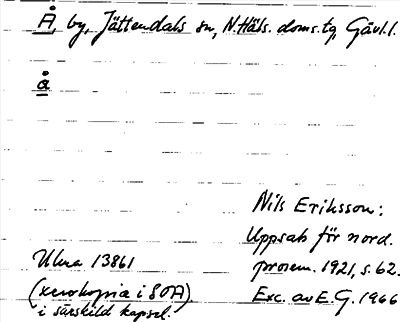 Å, by, Jättendals sn, N. Häls. doms.tg, Gävl.l.
å
Nils Eriksson:
Uppsats för nord.
prosem. 1921, s. 62.
Ulma 13861
(xerokopia i SOA)
i särskild kapsel
Exc. av E.G. 1966